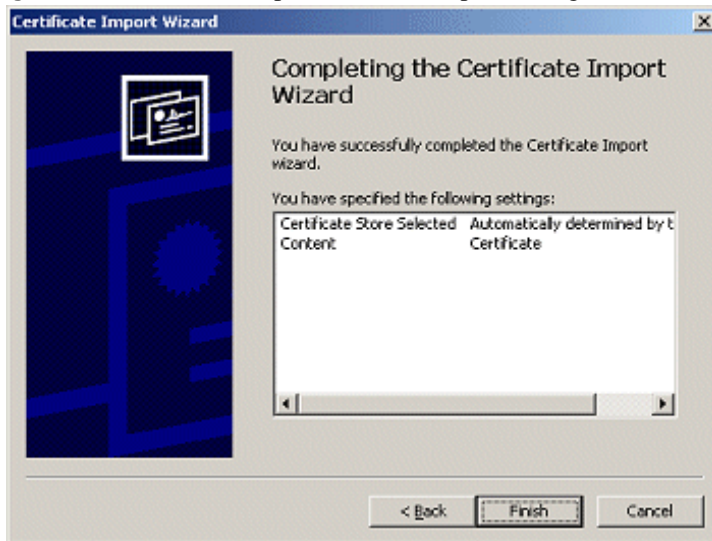 Certificate Import Wizard
Completing the Certificate Import
Wizard
You have successfully completed the Certificate Import
wizard.
You have specified the following settings:
Certificate Store Selected Automatically determined by t
Content Certificate
< Back Finish Cancel